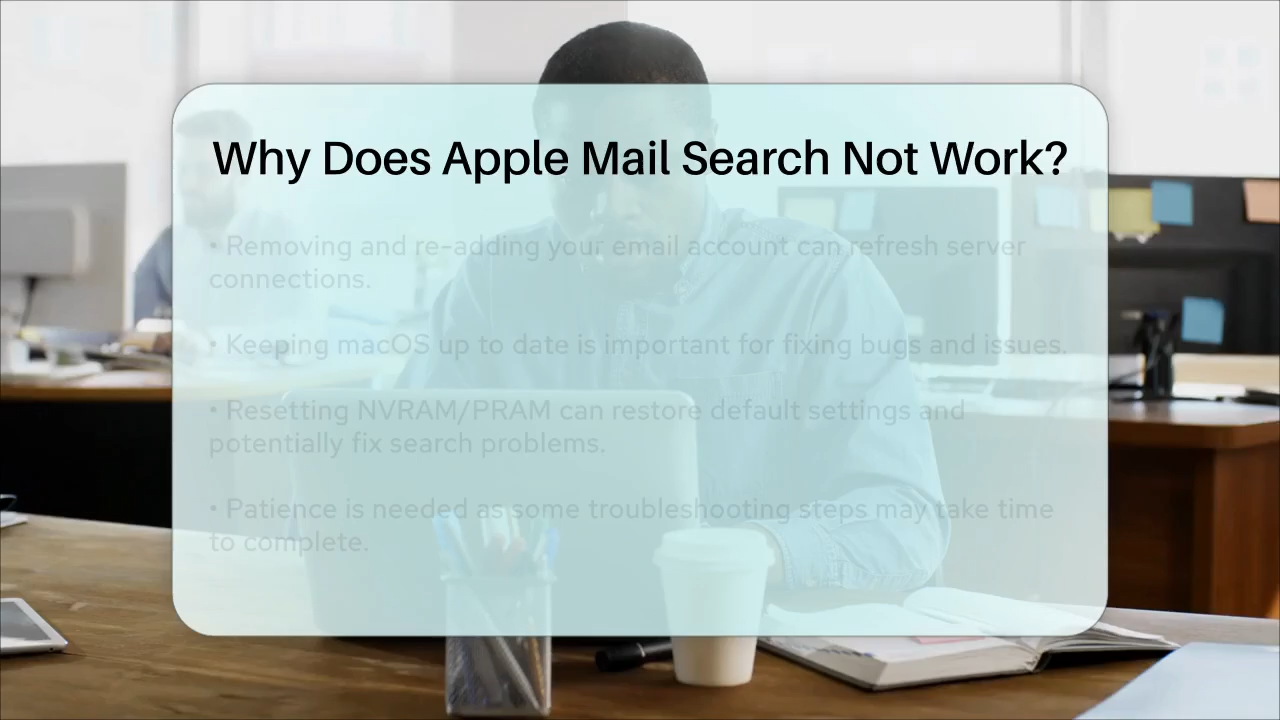 Why Does Apple Mail Search Not Work?
• Removing and re-adding your email account can refresh server
connections.
• Keeping macOS up to date is important for fixing bugs and issues.
• Resetting NVRAM/PRAM can restore default settings and
potentially fix search problems.
• Patience is needed as some troubleshooting steps may take time
to complete.